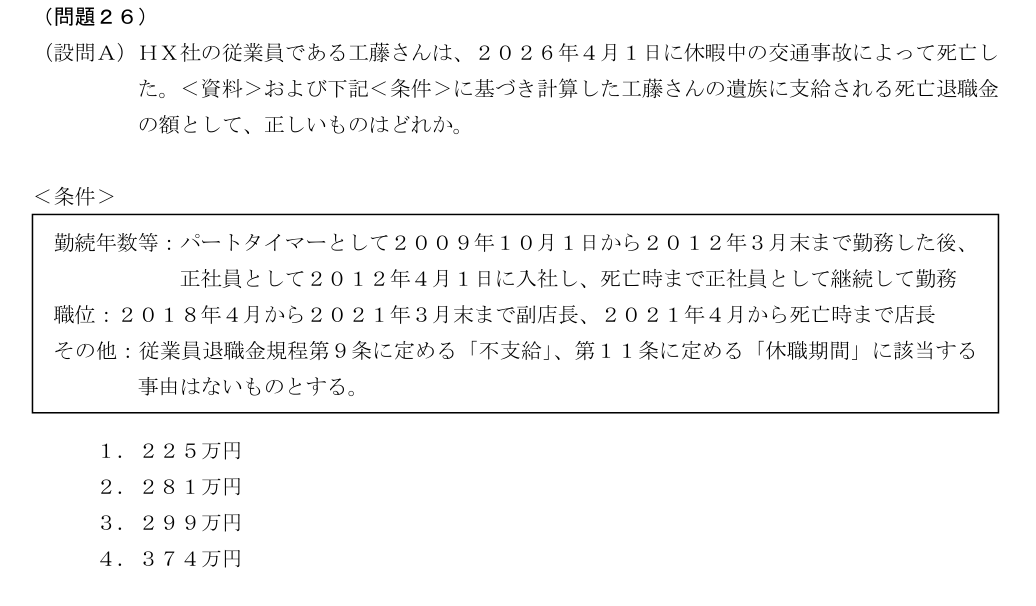 （問題２６）
（設問Ａ）ＨＸ社の従業員である工藤さんは、２０２６年４月１日に休暇中の交通事故によって死亡し
た。＜資料＞および下記＜条件＞に基づき計算した工藤さんの遺族に支給される死亡退職金
の額として、正しいものはどれか。
＜条件＞
勤続年数等：パートタイマーとして２００９年１０月１日から２０１２年３月末まで勤務した後、
正社員として２０１２年４月１日に入社し、死亡時まで正社員として継続して勤務
職位：２０１８年４月から２０２１年３月末まで副店長、２０２１年４月から死亡時まで店長
その他：従業員退職金規程第９条に定める「不支給」、第１１条に定める「休職期間」に該当する
事由はないものとする。
１．２２５万円
２．２８１万円
３．２９９万円
４．３７４万円